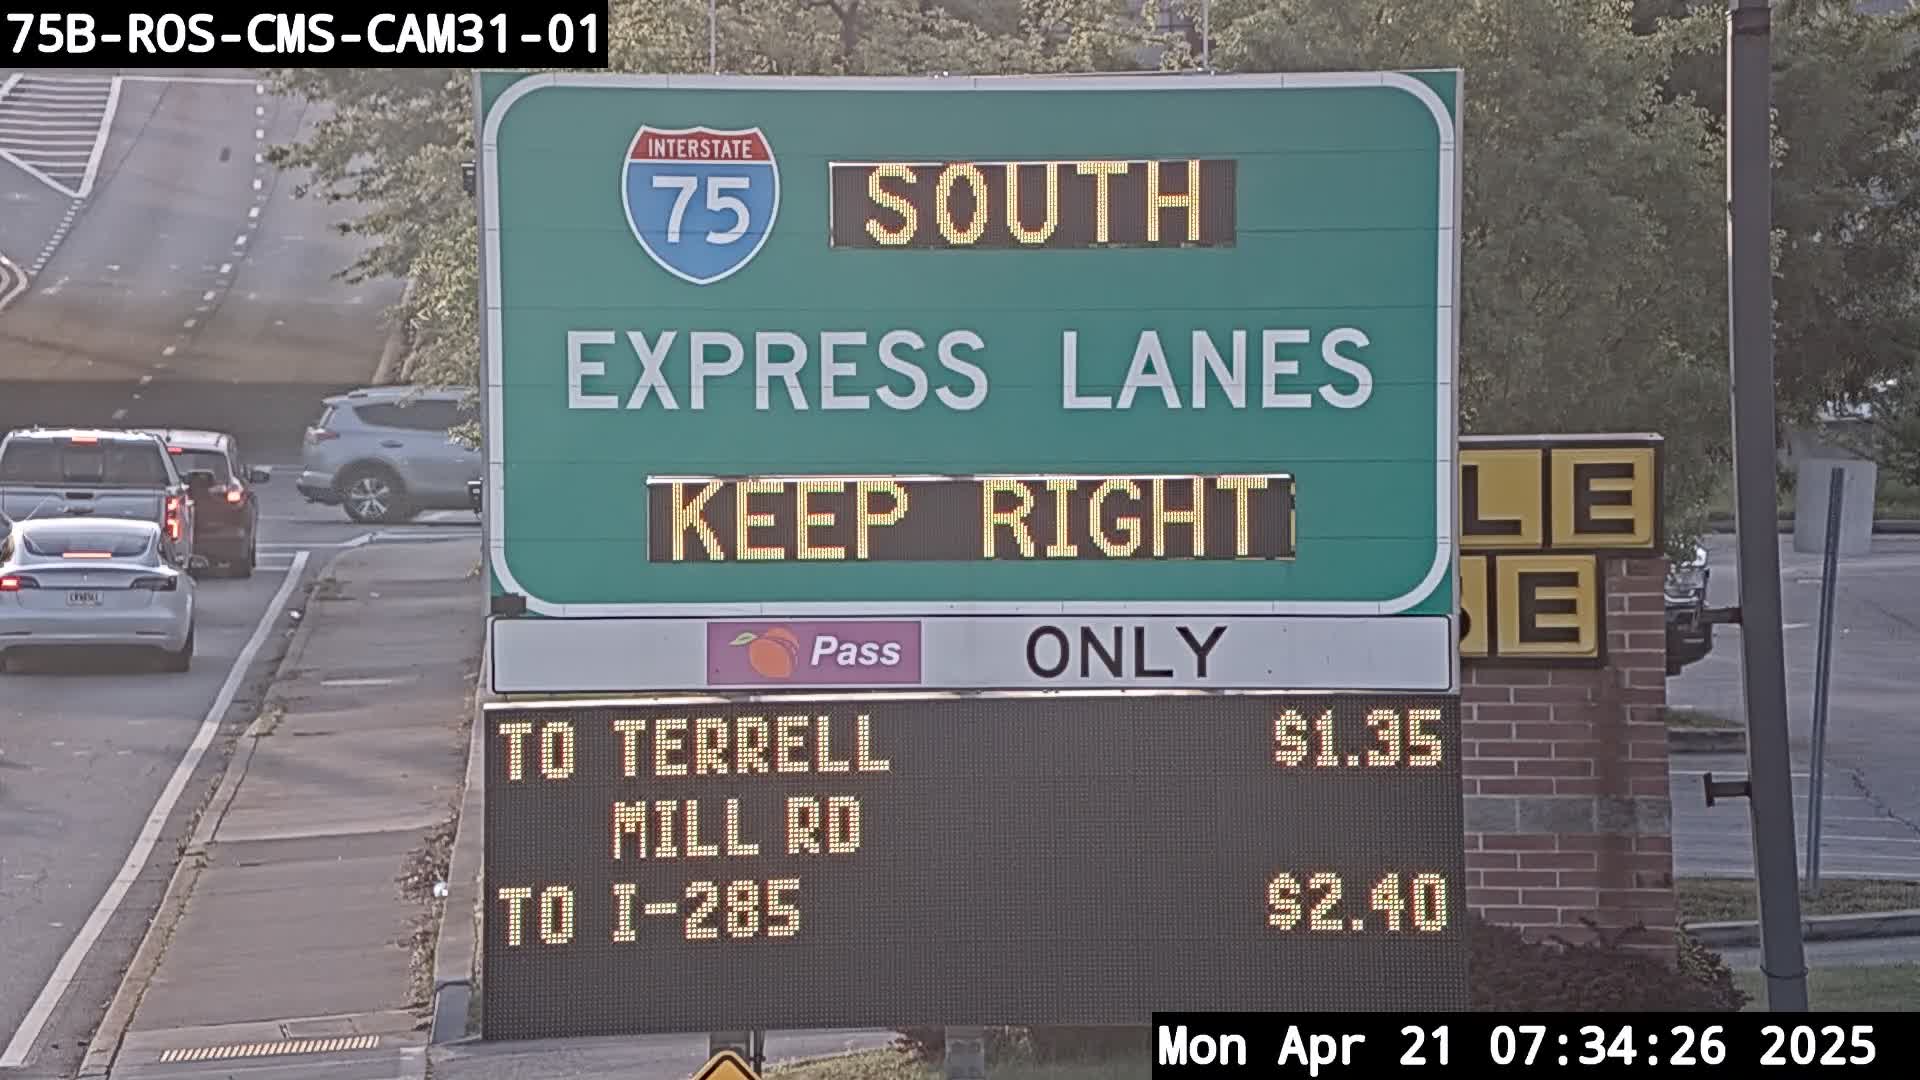 75B-ROS-CMS-CAM31-01
INTERSTATE
75
SOUTH
EXPRESS LANES
KEEP RIGHT
Pass ONLY
TO TERRELL $1.35
MILL RD
TO I-285 $2.40
LE
E
Mon Apr 21 07:34:26 2025